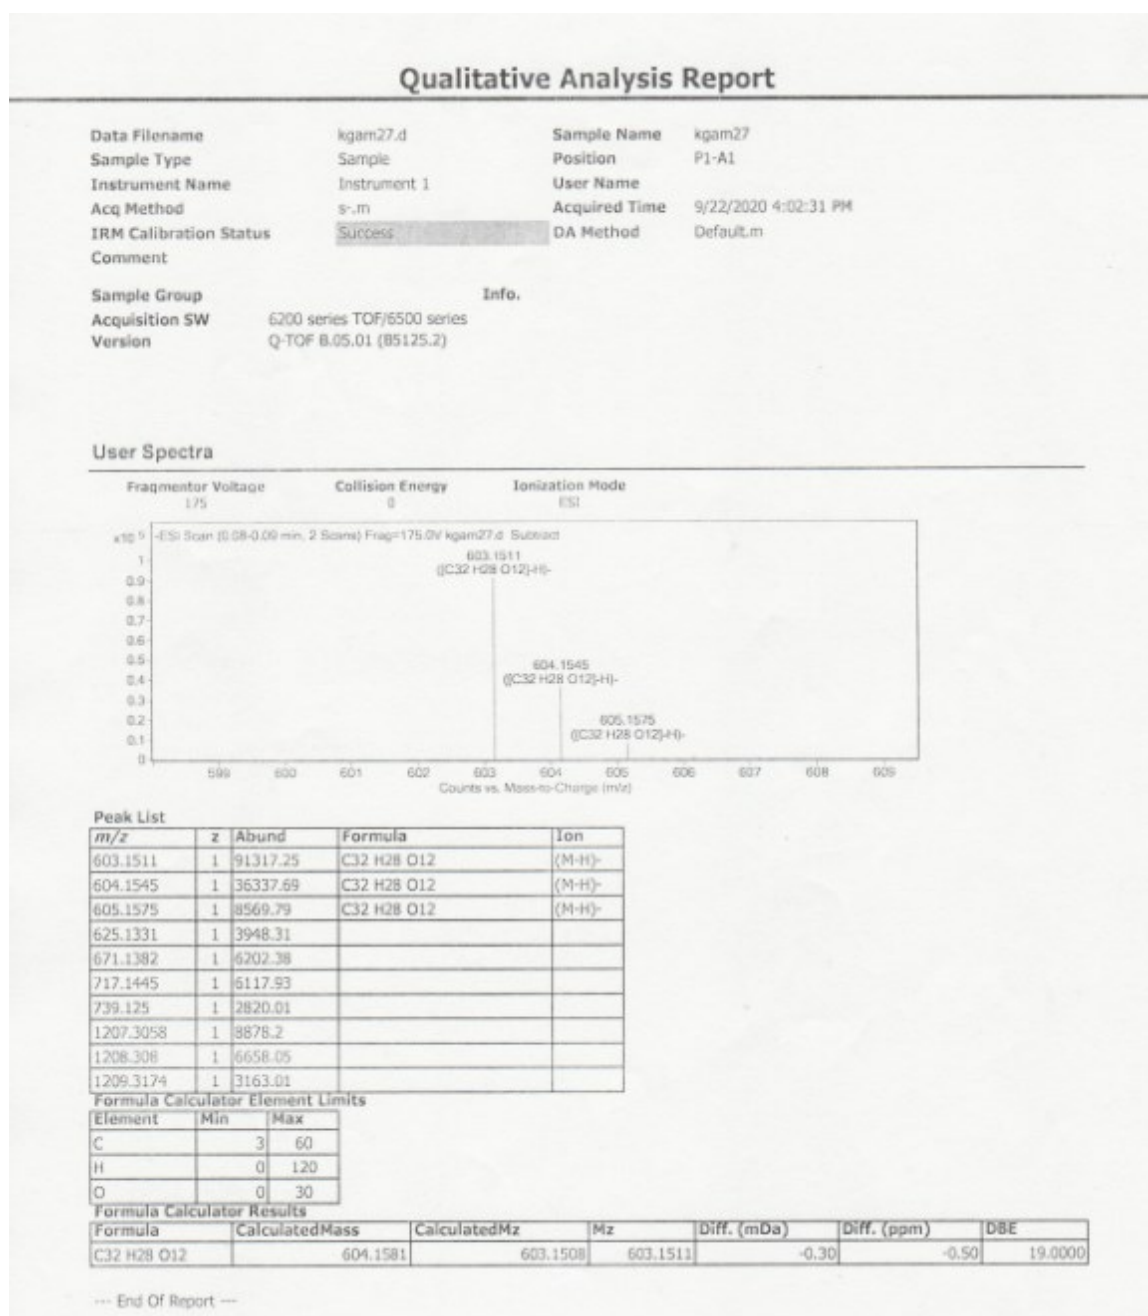 Qualitative Analysis Report
Data Filename kgam27.d Sample Name kgam27
Sample Type Sample Position P1-A1
Instrument Name Instrument 1 User Name
Acq Method s-.m Acquired Time 9/22/2020 4:02:31 PM
IRM Calibration Status Success DA Method Default.m
Comment
Sample Group Info.
Acquisition SW 6200 series TOF/6500 series
Version Q-TOF B.05.01 (B5125.2)
User Spectra
Fragmentor Voltage Collision Energy Ionization Mode
175 0 ESI
x10 5 -ESI Scan (0.08-0.09 min, 2 Scans) Frag=175.0V kgam27.d Subtract
603.1511
([C32 H28 O12]-H)-
1
0.9
0.8
0.7
0.6
0.5
0.4
0.3
0.2
0.1
0
604.1545
([C32 H28 O12]-H)-
605.1575
([C32 H28 O12]-H)-
599 600 601 602 603 604 605 606 607 608 609
Counts vs. Mass-to-Charge (m/z)
Peak List
m/z z Abund Formula Ion
603.1511 1 91317.25 C32 H28 O12 (M-H)-
604.1545 1 36337.69 C32 H28 O12 (M-H)-
605.1575 1 8569.79 C32 H28 O12 (M-H)-
625.1331 1 3948.31
671.1382 1 6202.38
717.1445 1 6117.93
739.125 1 2820.01
1207.3058 1 8878.2
1208.308 1 6658.05
1209.3174 1 3163.01
Formula Calculator Element Limits
Element Min Max
C 3 60
H 0 120
O 0 30
Formula Calculator Results
Formula CalculatedMass CalculatedMz Mz Diff. (mDa) Diff. (ppm) DBE
C32 H28 O12 604.1581 603.1508 603.1511 -0.30 -0.50 19.0000
--- End Of Report ---